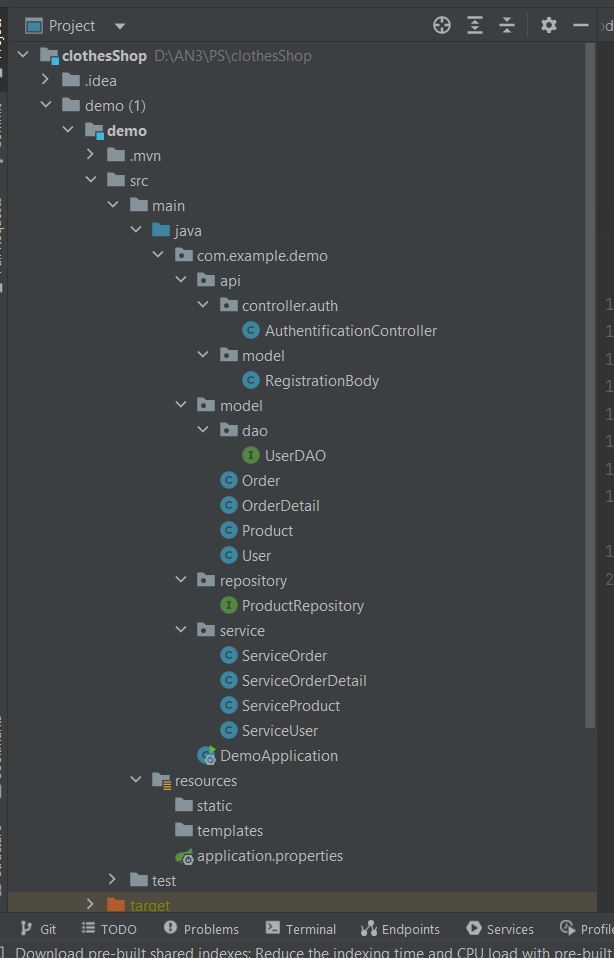 Project
clothesShop D:\AN3\PS\clothesShop
.idea
demo (1)
demo
.mvn
src
main
java
com.example.demo
api
controller.auth
AuthentificationController
model
RegistrationBody
model
dao
UserDAO
Order
OrderDetail
Product
User
repository
ProductRepository
service
ServiceOrder
ServiceOrderDetail
ServiceProduct
ServiceUser
DemoApplication
resources
static
templates
application.properties
test
target
Git TODO Problems Terminal Endpoints Services Profile
Download pre-built shared indexes: Reduce the indexing time and CPU load with pre-built